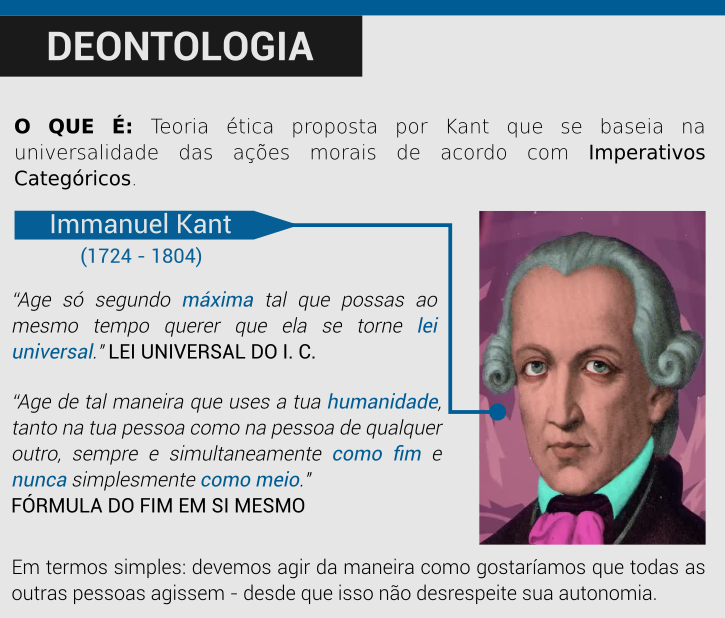 DEONTOLOGIA
O QUE É: Teoria ética proposta por Kant que se baseia na
universalidade das ações morais de acordo com Imperativos
Categóricos.
Immanuel Kant
(1724 - 1804)
"Age só segundo máxima tal que possas ao
mesmo tempo querer que ela se torne lei
universal." LEI UNIVERSAL DO I. C.
"Age de tal maneira que uses a tua humanidade,
tanto na tua pessoa como na pessoa de qualquer
outro, sempre e simultaneamente como fim e
nunca simplesmente como meio."
FÓRMULA DO FIM EM SI MESMO
Em termos simples: devemos agir da maneira como gostaríamos que todas as
outras pessoas agissem - desde que isso não desrespeite sua autonomia.